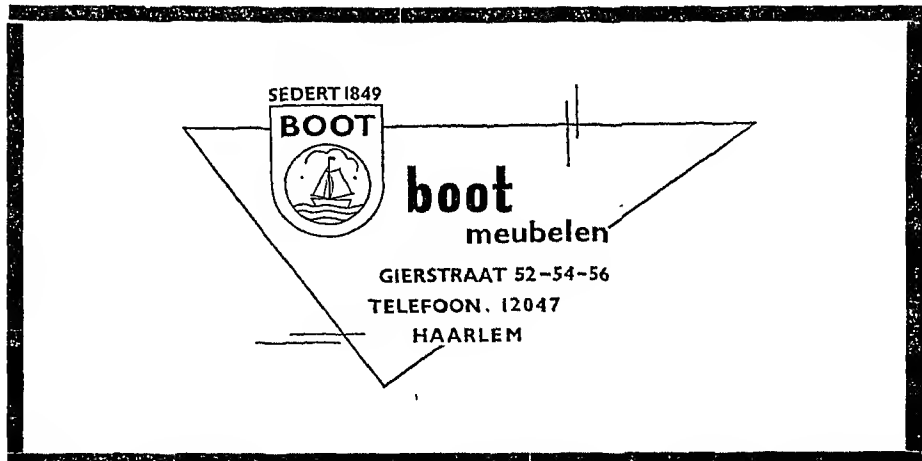 SEDERT 1849
BOOT
boot
meubelen
GIERSTRAAT 52-54-56
TELEFOON. 12047
HAARLEM